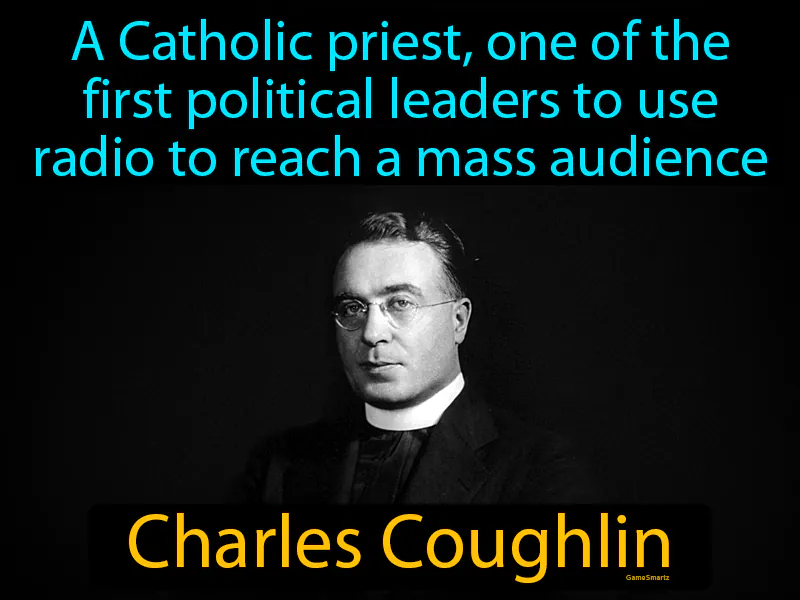 A Catholic priest, one of the
first political leaders to use
radio to reach a mass audience
Charles Coughlin
GameSmartz